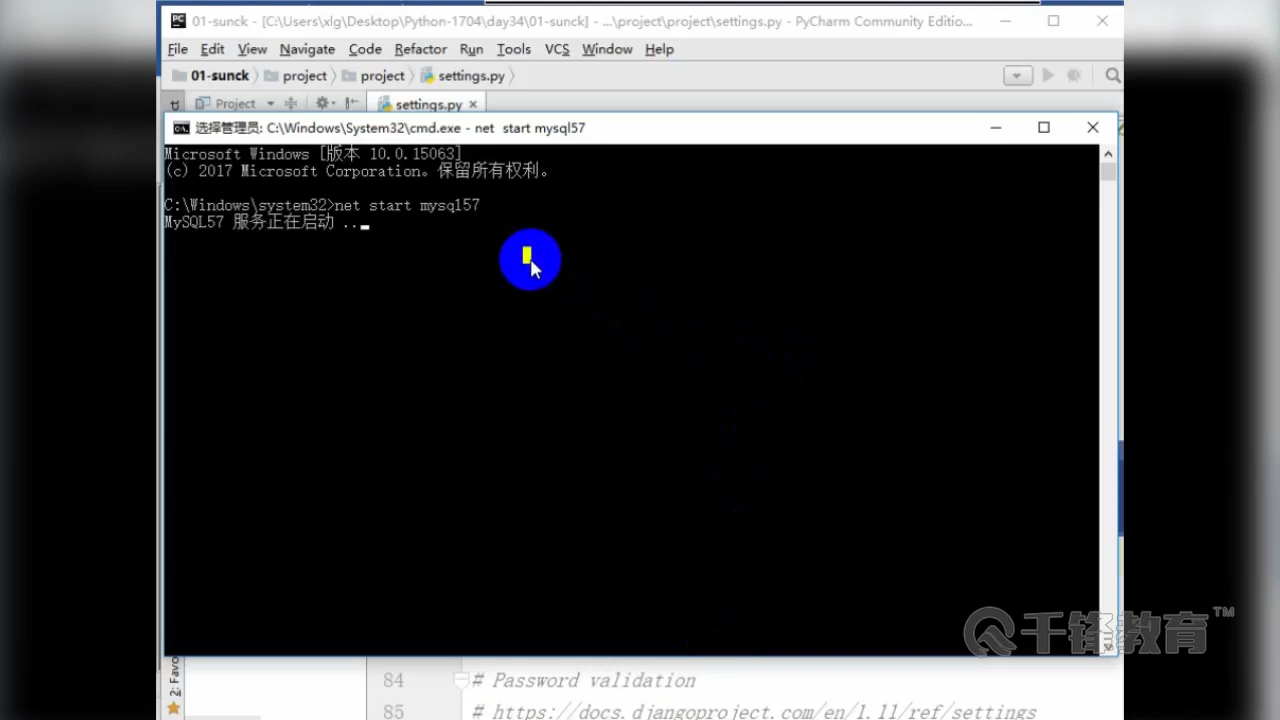 01-sunck - [C:\Users\xlg\Desktop\Python-1704\day34\01-sunck] - ...\project\project\settings.py - PyCharm Community Editio...
File Edit View Navigate Code Refactor Run Tools VCS Window Help
01-sunck project project settings.py
Project settings.py
选择管理员: C:\Windows\System32\cmd.exe - net  start mysql57
Microsoft Windows [版本 10.0.15063]
(c) 2017 Microsoft Corporation。保留所有权利。
C:\Windows\system32>net start mysql57
MySQL57 服务正在启动 ..
千锋教育™
2: Favo
84 # Password validation
85 # https://docs.djangoproject.com/en/1.11/ref/settings